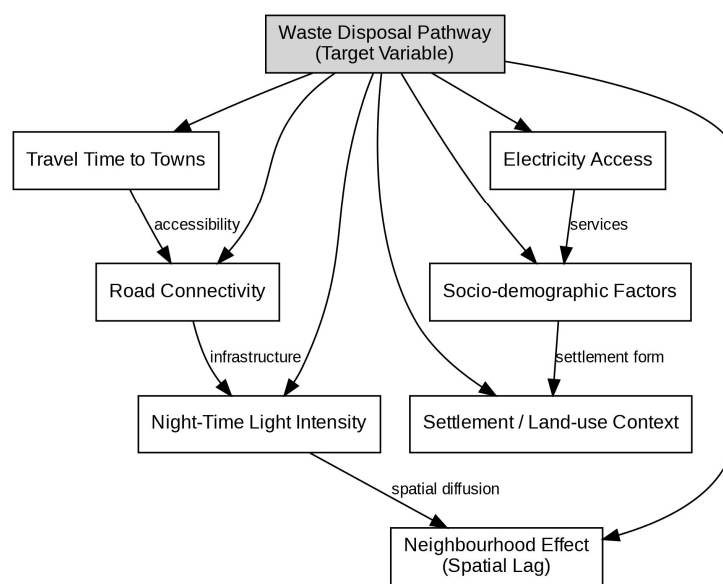 Waste Disposal Pathway
(Target Variable)
Travel Time to Towns
Electricity Access
accessibility
services
Road Connectivity
Socio-demographic Factors
infrastructure
settlement form
Night-Time Light Intensity
Settlement / Land-use Context
spatial diffusion
Neighbourhood Effect
(Spatial Lag)